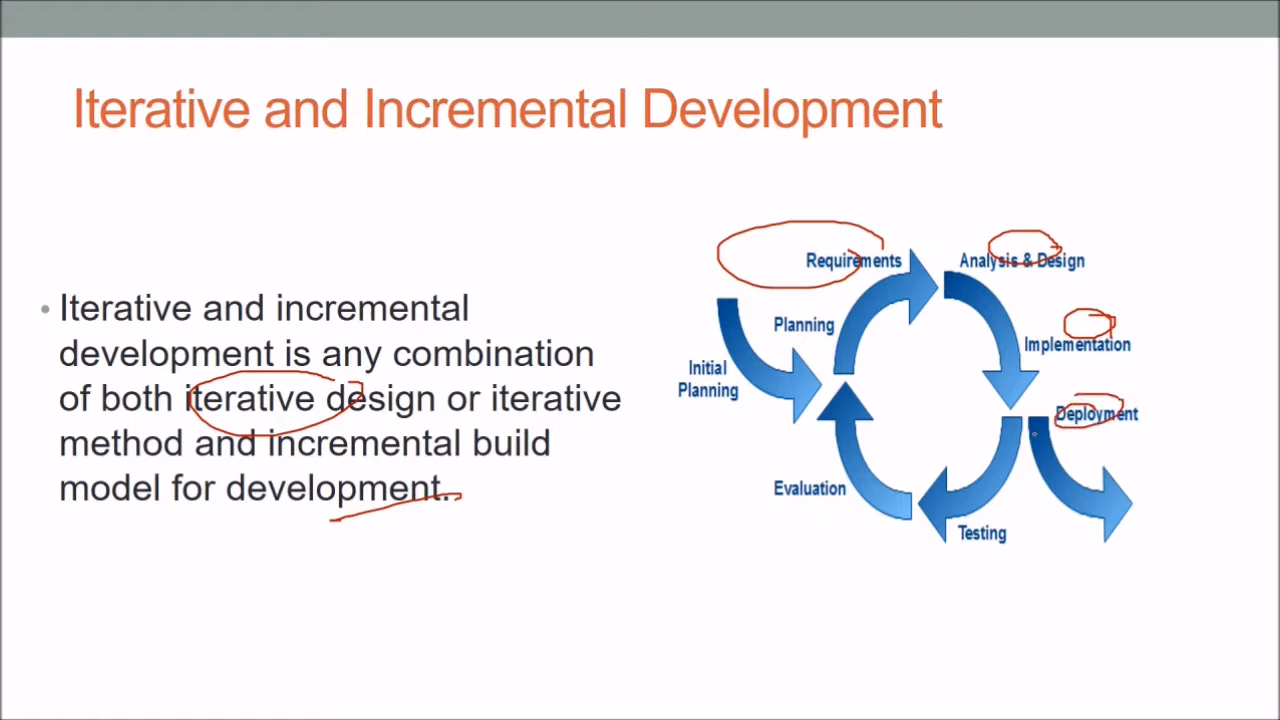 Iterative and Incremental Development
• Iterative and incremental
development is any combination
of both iterative design or iterative
method and incremental build
model for development.
Requirements
Analysis & Design
Planning
Implementation
Initial
Planning
Deployment
Evaluation
Testing